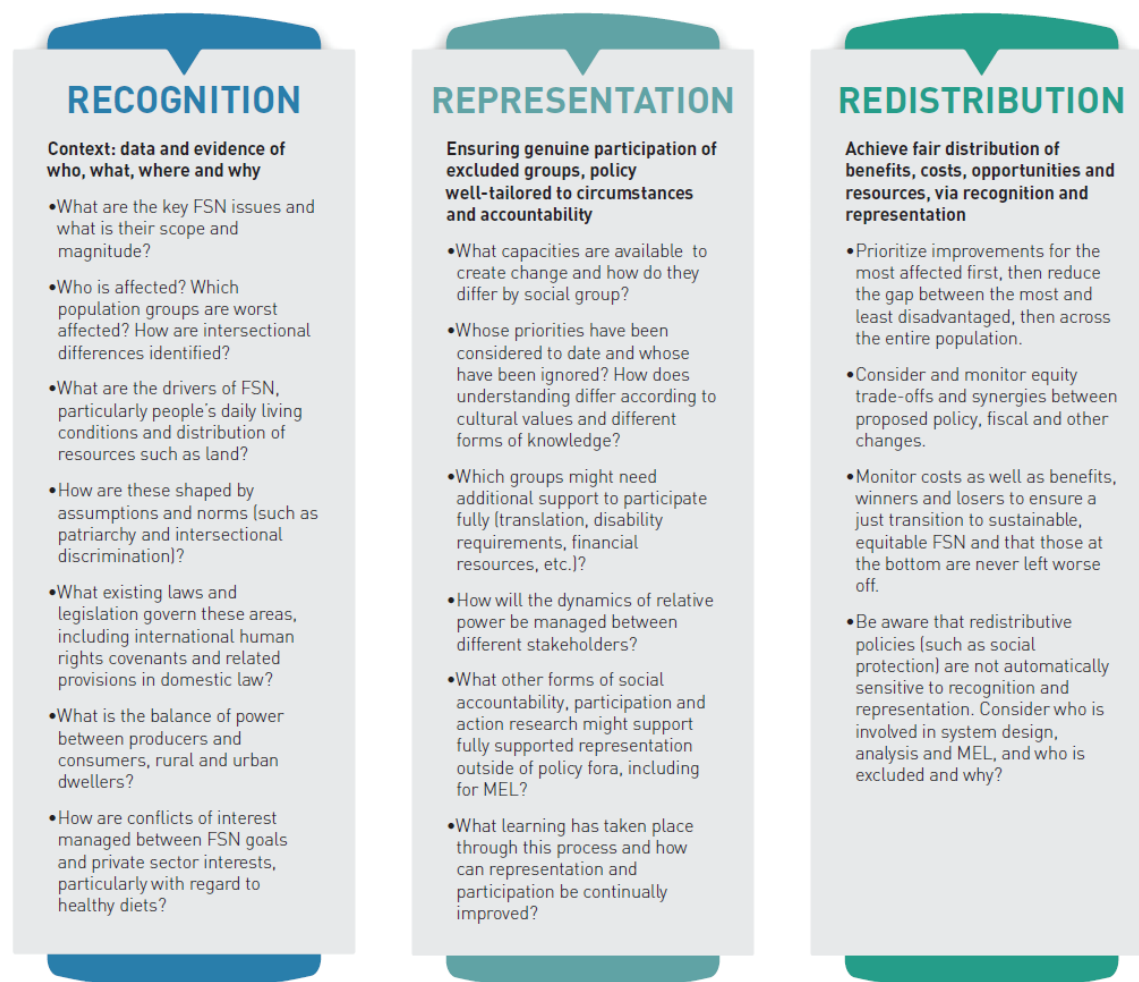 RECOGNITION
Context: data and evidence of
who, what, where and why
•What are the key FSN issues and
what is their scope and
magnitude?
•Who is affected? Which
population groups are worst
affected? How are intersectional
differences identified?
•What are the drivers of FSN,
particularly people's daily living
conditions and distribution of
resources such as land?
•How are these shaped by
assumptions and norms (such as
patriarchy and intersectional
discrimination)?
•What existing laws and
legislation govern these areas,
including international human
rights covenants and related
provisions in domestic law?
•What is the balance of power
between producers and
consumers, rural and urban
dwellers?
•How are conflicts of interest
managed between FSN goals
and private sector interests,
particularly with regard to
healthy diets?
REPRESENTATION
Ensuring genuine participation of
excluded groups, policy
well-tailored to circumstances
and accountability
•What capacities are available to
create change and how do they
differ by social group?
•Whose priorities have been
considered to date and whose
have been ignored? How does
understanding differ according to
cultural values and different
forms of knowledge?
•Which groups might need
additional support to participate
fully (translation, disability
requirements, financial
resources, etc.)?
•How will the dynamics of relative
power be managed between
different stakeholders?
•What other forms of social
accountability, participation and
action research might support
fully supported representation
outside of policy fora, including
for MEL?
•What learning has taken place
through this process and how
can representation and
participation be continually
improved?
REDISTRIBUTION
Achieve fair distribution of
benefits, costs, opportunities and
resources, via recognition and
representation
•Prioritize improvements for the
most affected first, then reduce
the gap between the most and
least disadvantaged, then across
the entire population.
•Consider and monitor equity
trade-offs and synergies between
proposed policy, fiscal and other
changes.
•Monitor costs as well as benefits,
winners and losers to ensure a
just transition to sustainable,
equitable FSN and that those at
the bottom are never left worse
off.
•Be aware that redistributive
policies (such as social
protection) are not automatically
sensitive to recognition and
representation. Consider who is
involved in system design,
analysis and MEL, and who is
excluded and why?